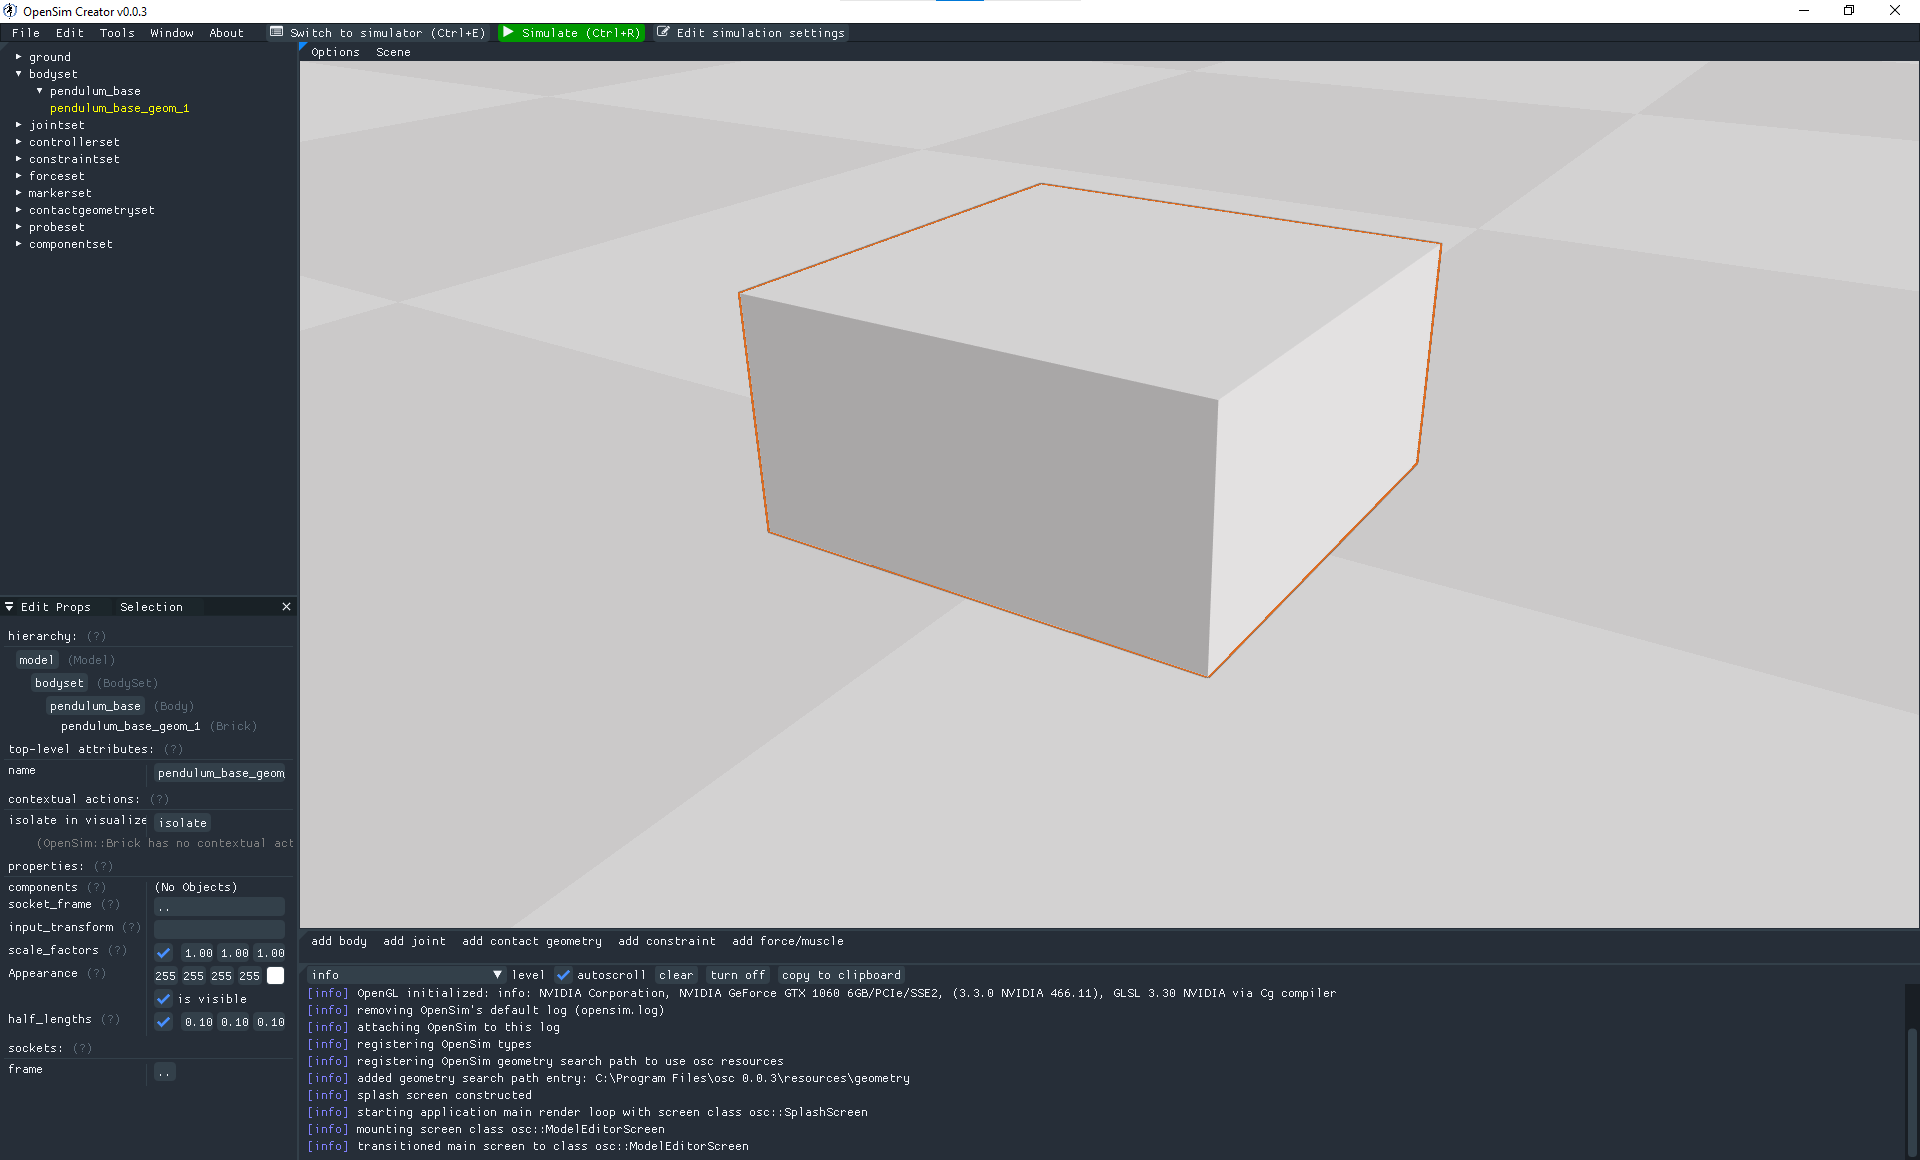 OpenSim Creator v0.0.3
File Edit Tools Window About Switch to simulator (Ctrl+E) Simulate (Ctrl+R) Edit simulation settings
Options Scene
ground
bodyset
pendulum_base
pendulum_base_geom_1
jointset
controllerset
constraintset
forceset
markerset
contactgeometryset
probeset
componentset
Edit Props Selection
hierarchy: (?)
model (Model)
bodyset (BodySet)
pendulum_base (Body)
pendulum_base_geom_1 (Brick)
top-level attributes: (?)
name pendulum_base_geom
contextual actions: (?)
isolate in visualize isolate
(OpenSim::Brick has no contextual act
properties: (?)
components (?) (No Objects)
socket_frame (?) ..
input_transform (?)
scale_factors (?) 1.00 1.00 1.00
Appearance (?) 255 255 255 255
is visible
half_lengths (?) 0.10 0.10 0.10
sockets: (?)
frame ..
add body add joint add contact geometry add constraint add force/muscle
info level autoscroll clear turn off copy to clipboard
[info] OpenGL initialized: info: NVIDIA Corporation, NVIDIA GeForce GTX 1060 6GB/PCIe/SSE2, (3.3.0 NVIDIA 466.11), GLSL 3.30 NVIDIA via Cg compiler
[info] removing OpenSim's default log (opensim.log)
[info] attaching OpenSim to this log
[info] registering OpenSim types
[info] registering OpenSim geometry search path to use osc resources
[info] added geometry search path entry: C:\Program Files\osc 0.0.3\resources\geometry
[info] splash screen constructed
[info] starting application main render loop with screen class osc::SplashScreen
[info] mounting screen class osc::ModelEditorScreen
[info] transitioned main screen to class osc::ModelEditorScreen